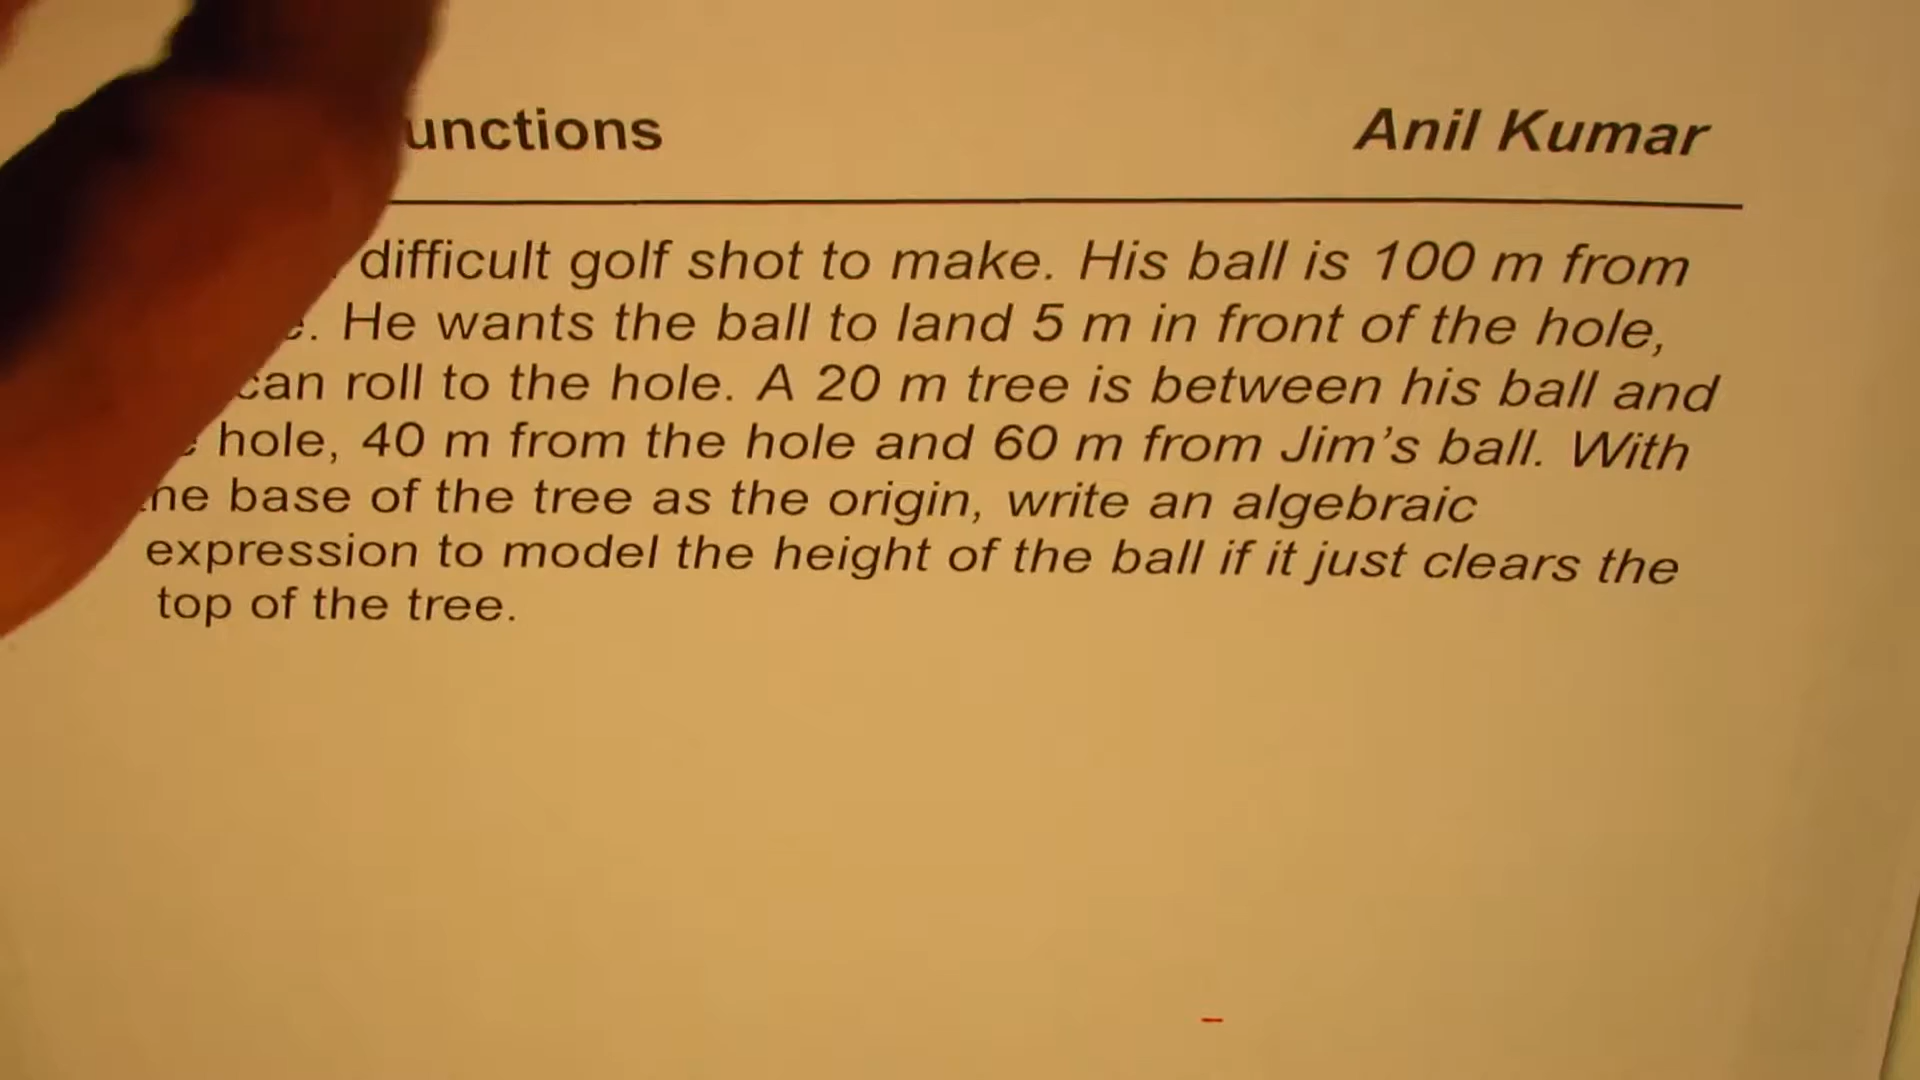 unctions Anil Kumar
difficult golf shot to make. His ball is 100 m from
. He wants the ball to land 5 m in front of the hole,
can roll to the hole. A 20 m tree is between his ball and
hole, 40 m from the hole and 60 m from Jim's ball. With
he base of the tree as the origin, write an algebraic
expression to model the height of the ball if it just clears the
top of the tree.